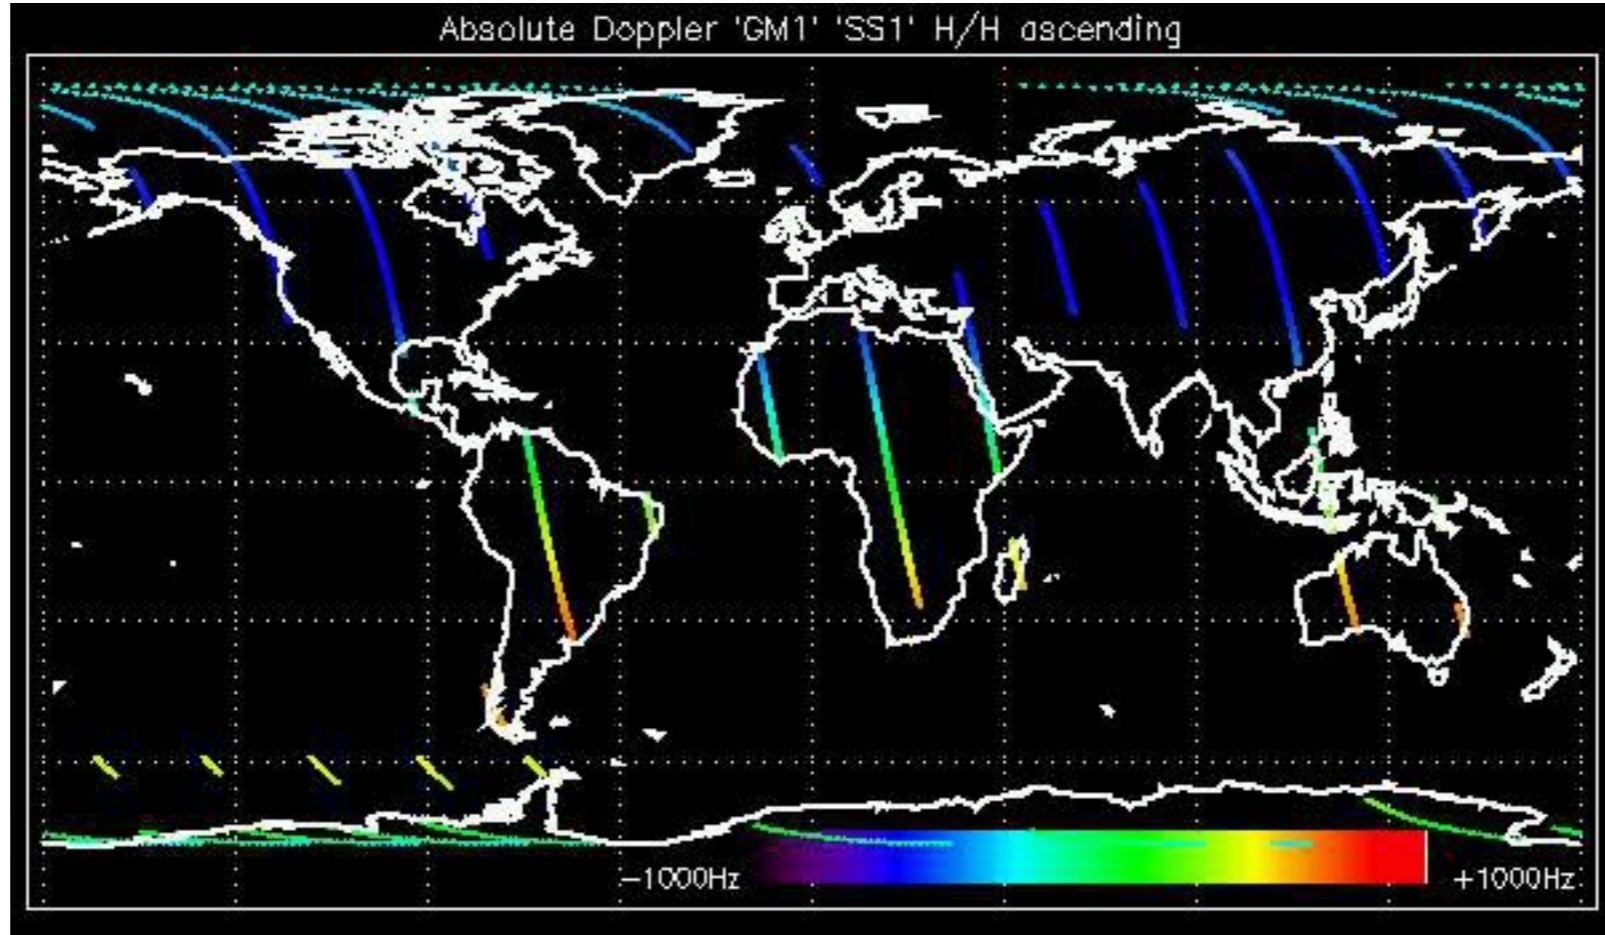 Absolute Doppler 'GM1' 'SS1' H/H ascending
-1000Hz +1000Hz